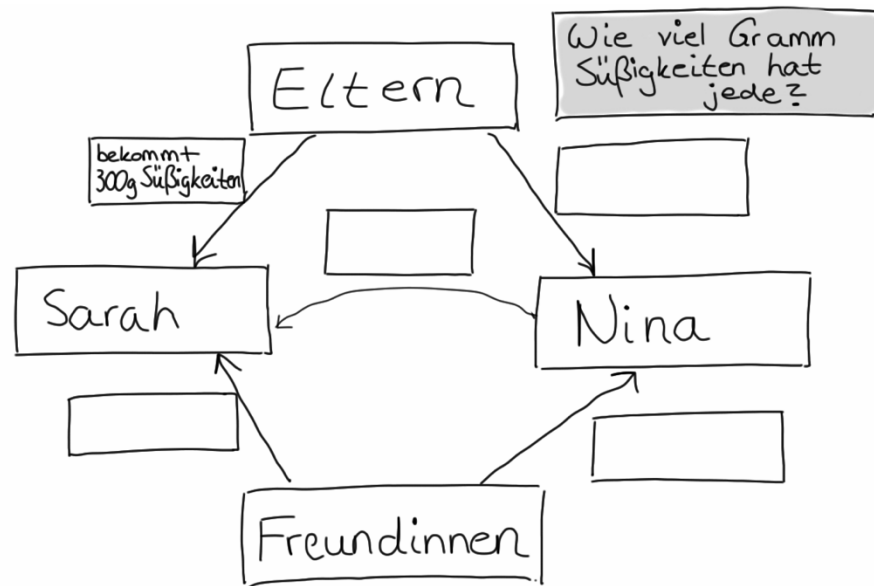 Eltern
Wie viel Gramm
Süßigkeiten hat
jede?
bekommt
300g Süßigkeiten
Sarah
Nina
Freundinnen